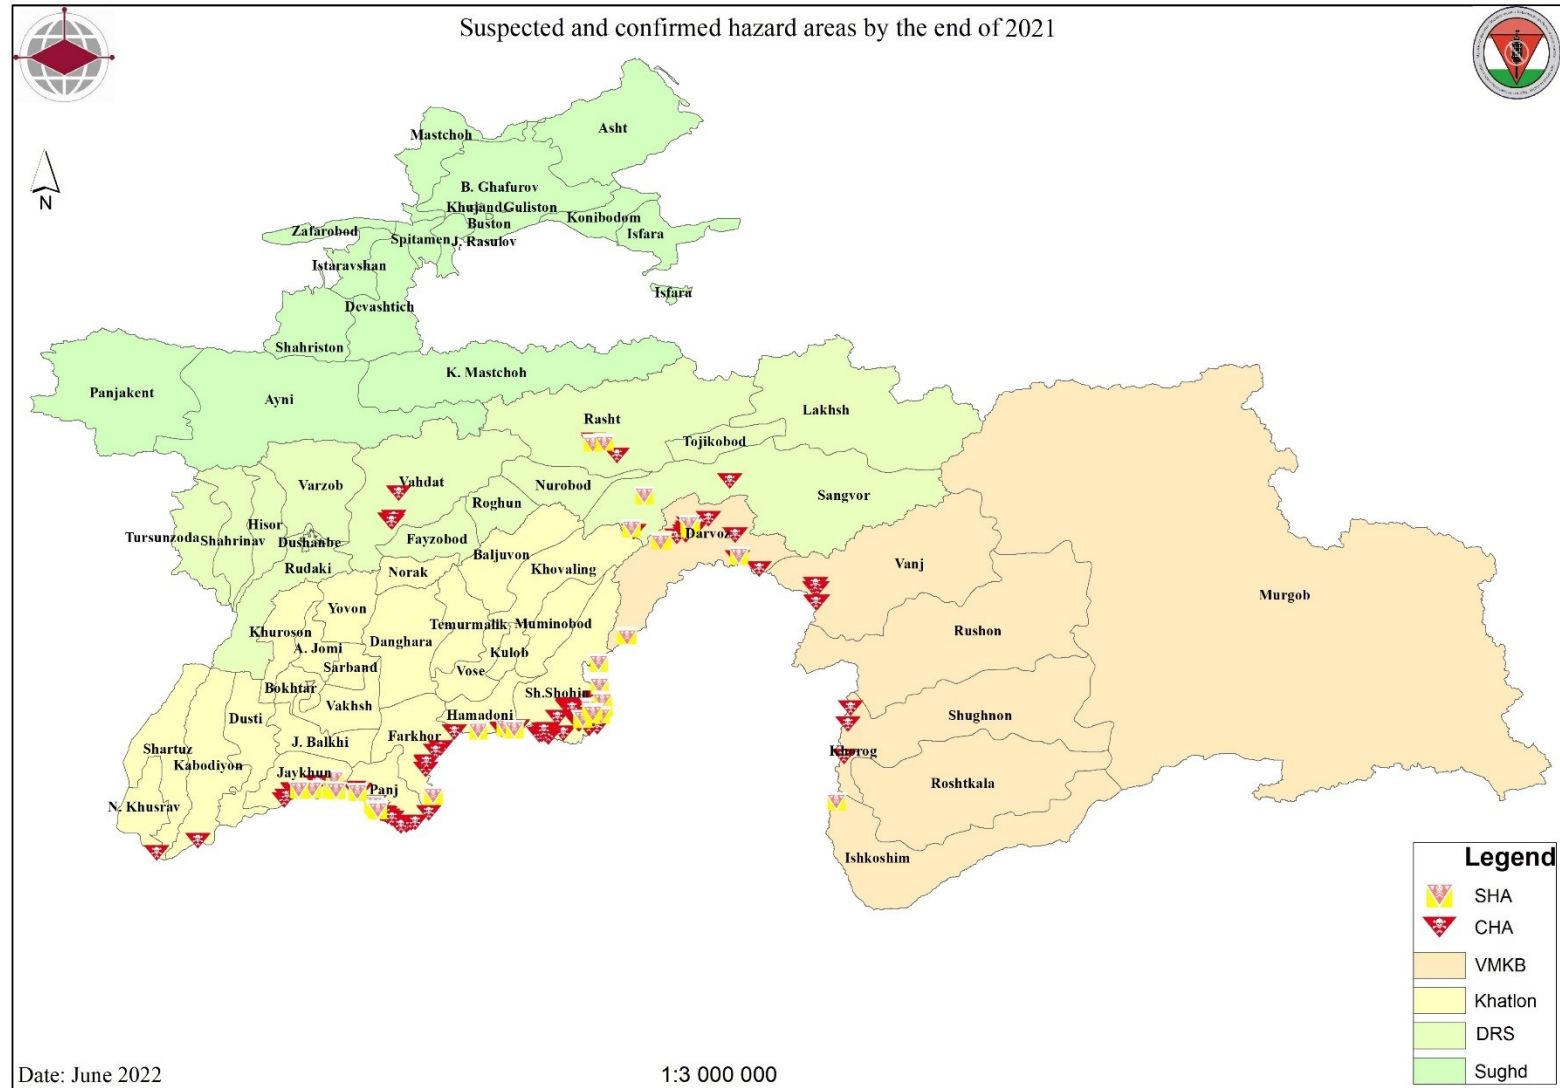 Suspected and confirmed hazard areas by the end of 2021
N
Asht
Mastchoh
B. Ghafurov
Khujand
Guliston
Buston
Konibodom
Isfara
Zafarobod
Spitamen
J. Rasulov
Istaravshan
Isfara
Devashtich
Shahriston
K. Mastchoh
Panjakent
Ayni
Lakhsh
Rasht
Tojikobod
Varzob
Vahdat
Nurobod
Roghun
Sangvor
Hisor
Tursunzoda
Shahrinav
Dushanbe
Fayzobod
Darvoz
Baljuvon
Rudaki
Norak
Khovaling
Vanj
Murgob
Yovon
Temurmalik
Muminobod
Khuroson
Danghara
Rushon
A. Jomi
Kulob
Sarband
Vose
Bokhtar
Sh.Shohin
Vakhsh
Hamadoni
Shughnon
Dusti
Farkhor
J. Balkhi
Shartuz
Khorog
Kabodiyon
Jaykhun
Panj
Roshtkala
N. Khusrav
Ishkoshim
Legend
SHA
CHA
VMKB
Khatlon
DRS
Sughd
Date: June 2022
1:3 000 000